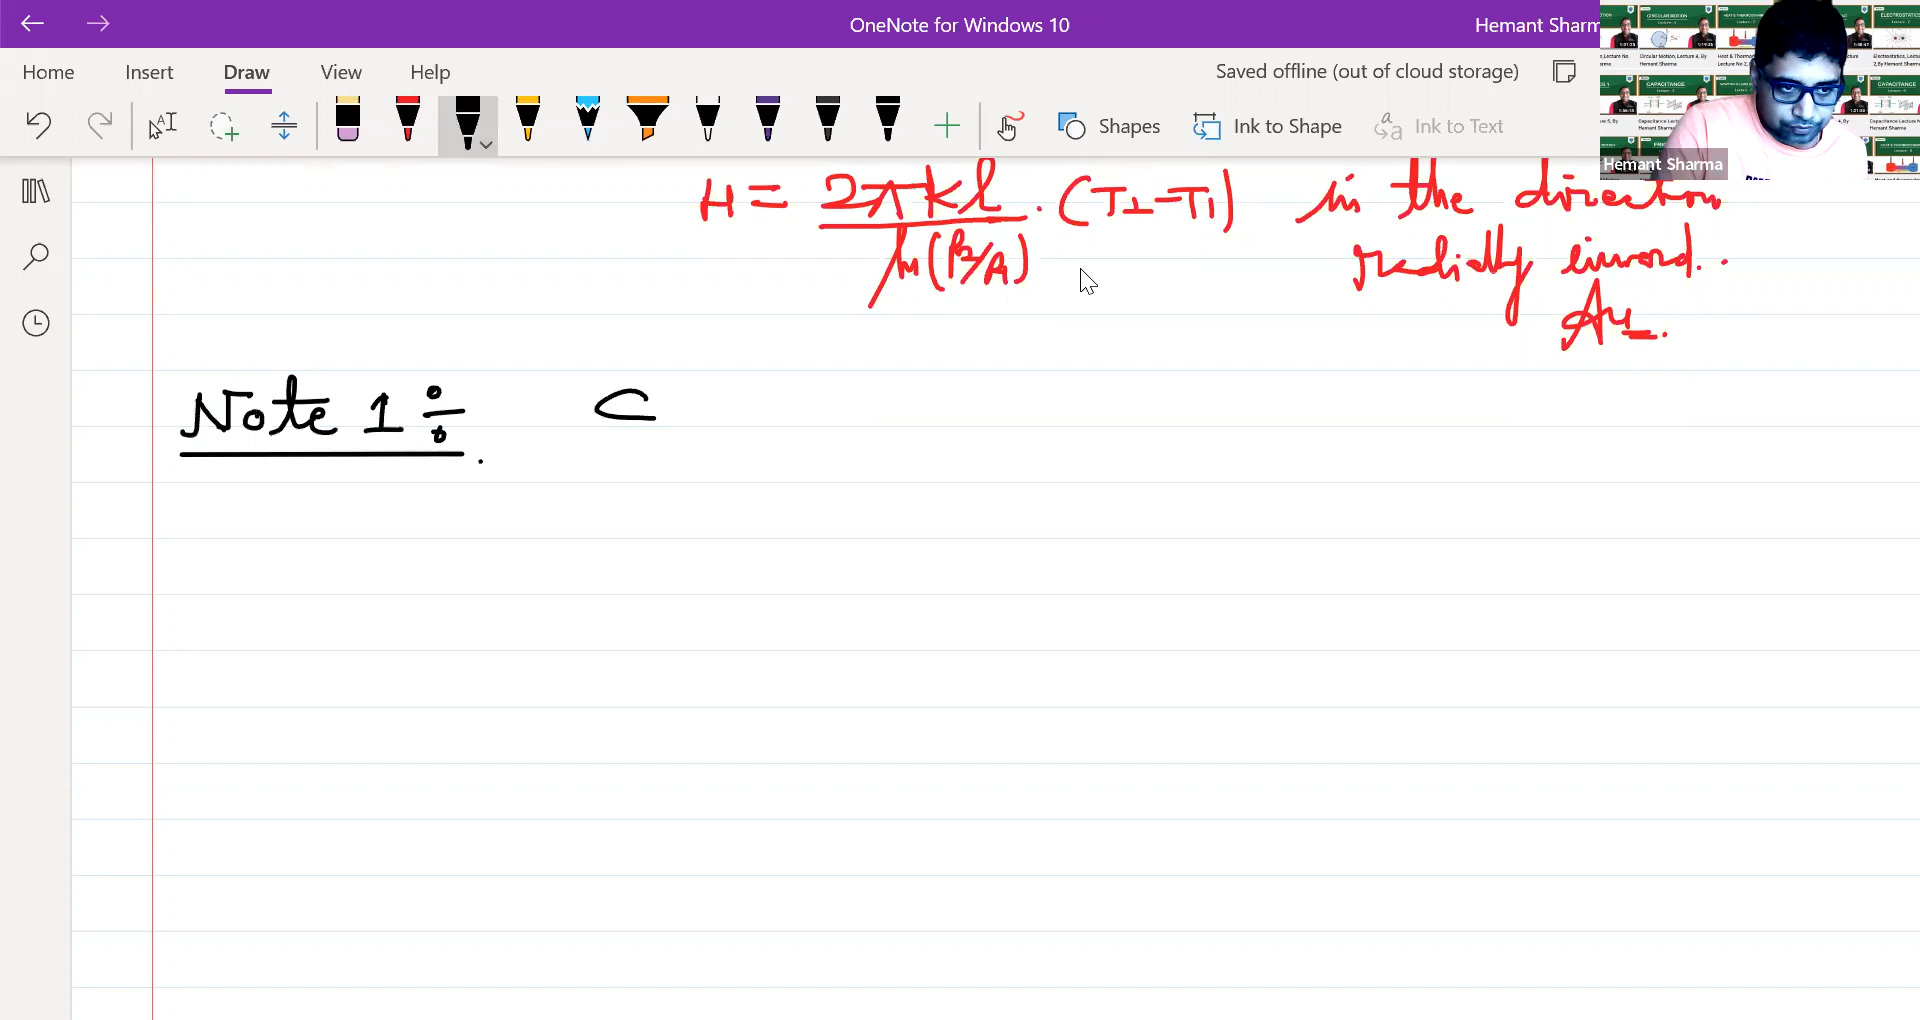 OneNote for Windows 10
Hemant Sharm
Home Insert Draw View Help
Saved offline (out of cloud storage)
Shapes Ink to Shape Ink to Text
Hemant Sharma
H = 2πkl / ln(R2/R1) . (T2-T1) in the direction
radially inward.
Ans.
Note 1 ÷ C